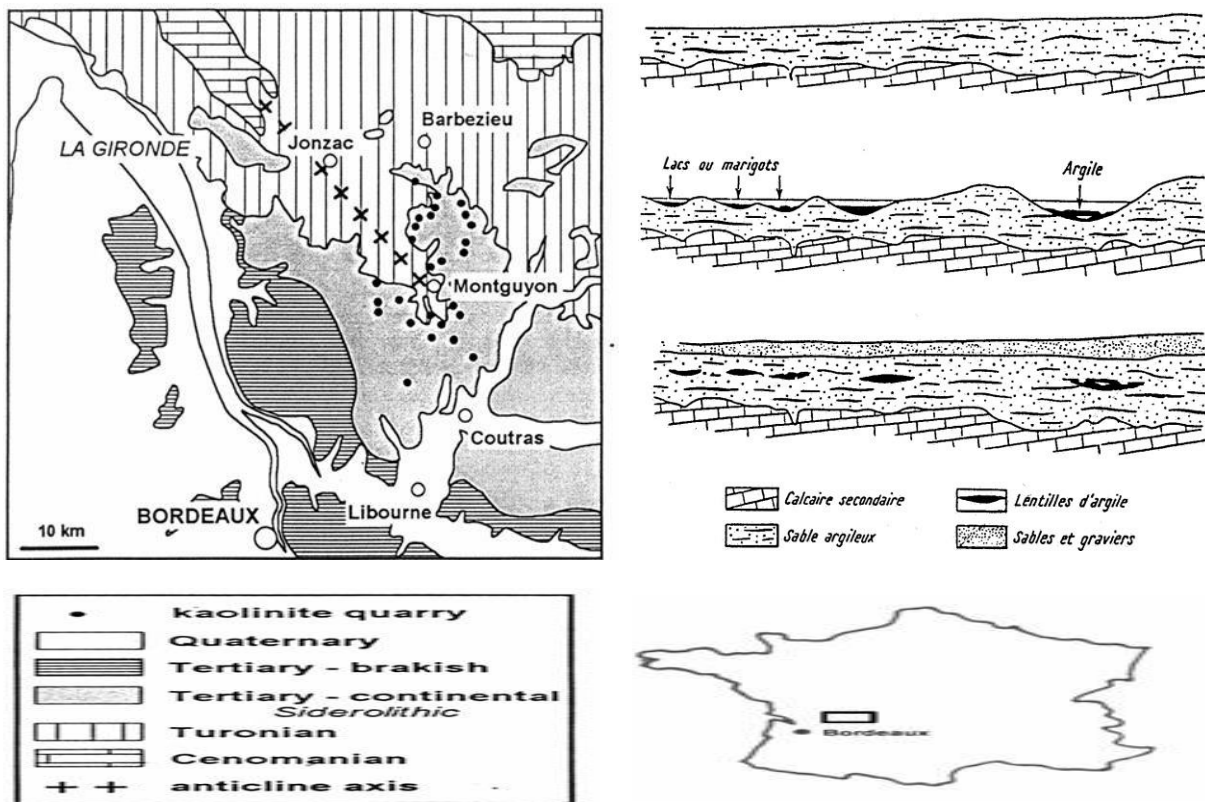 LA GIRONDE
Jonzac
Barbezieu
Montguyon
Coutras
Libourne
BORDEAUX
10 km
Lacs ou marigots
Argile
Calcaire secondaire
Lentilles d'argile
Sable argileux
Sables et graviers
kaolinite quarry
Quaternary
Tertiary - brakish
Tertiary - continental
Siderolithic
Turonian
Cenomanian
anticline axis
Bordeaux